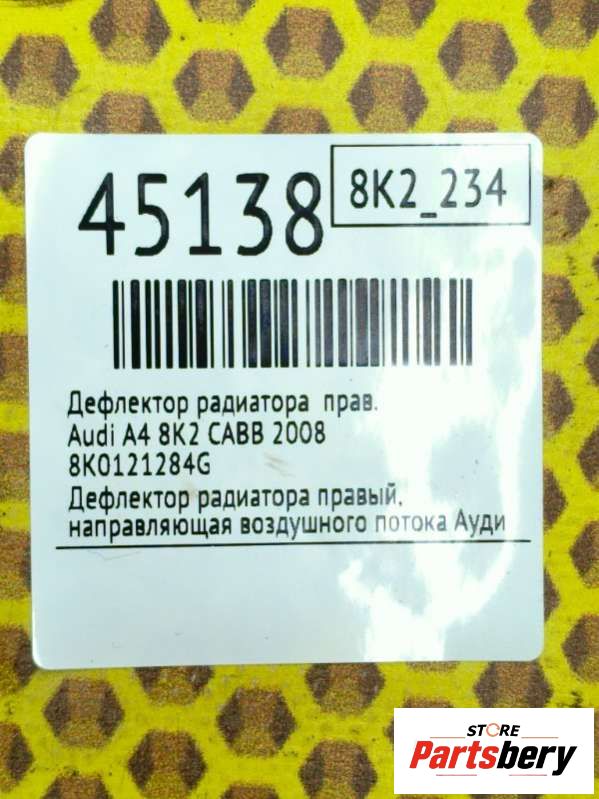 45138
8K2_234
Дефлектор радиатора прав.
Audi A4 8K2 CABB 2008
8K0121284G
Дефлектор радиатора правый,
направляющая воздушного потока Ауди
STORE
Partsbery